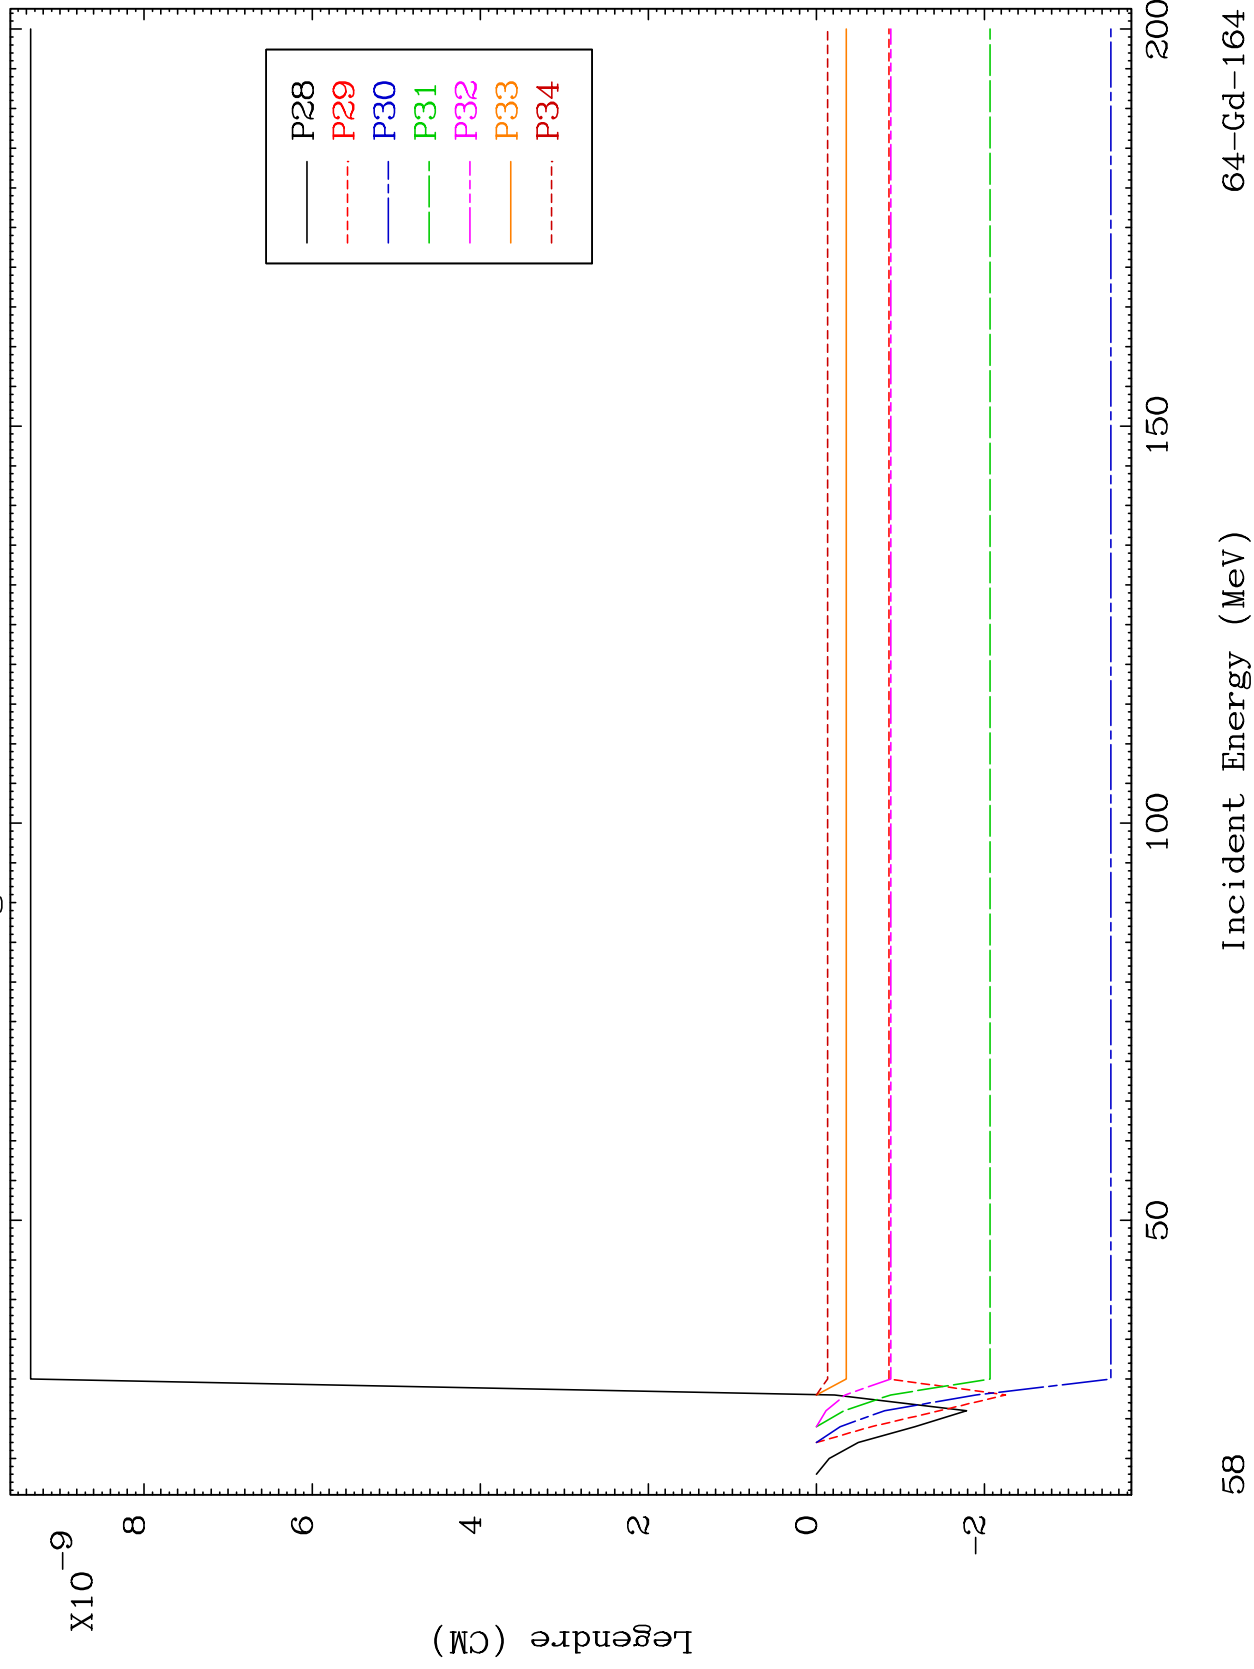 X10-9
8
6
4
2
0
-2
Legendre (CM)
P28
P29
P30
P31
P32
P33
P34
50
100
150
200
Incident Energy (MeV)
58
64-Gd-164